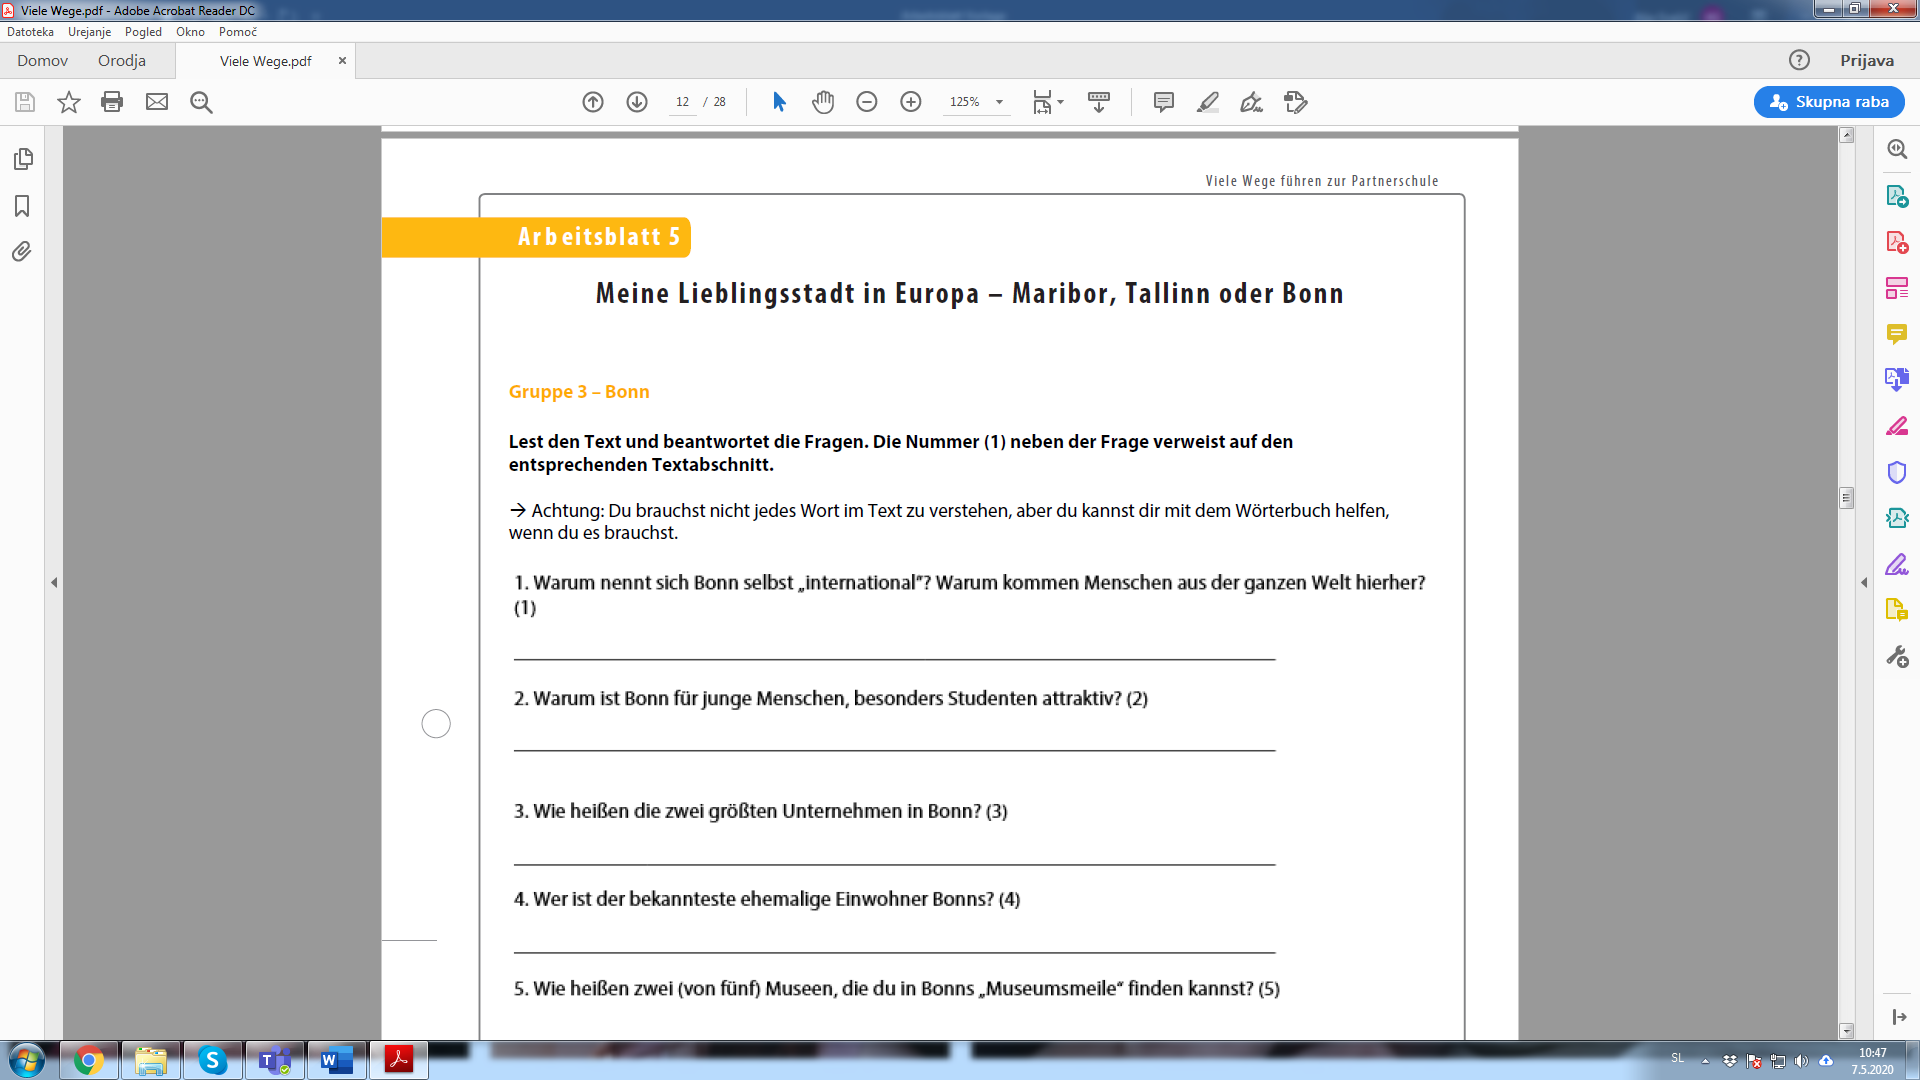 Viele Wege.pdf - Adobe Acrobat Reader DC
Datoteka Urejanje Pogled Okno Pomoč
Domov Orodja Viele Wege.pdf Prijava
12 / 28 125% Skupna raba
Viele Wege führen zur Partnerschule
Arbeitsblatt 5
Meine Lieblingsstadt in Europa – Maribor, Tallinn oder Bonn
Gruppe 3 – Bonn
Lest den Text und beantwortet die Fragen. Die Nummer (1) neben der Frage verweist auf den
entsprechenden Textabschnitt.
→ Achtung: Du brauchst nicht jedes Wort im Text zu verstehen, aber du kannst dir mit dem Wörterbuch helfen,
wenn du es brauchst.
1. Warum nennt sich Bonn selbst „international“? Warum kommen Menschen aus der ganzen Welt hierher?
(1)
2. Warum ist Bonn für junge Menschen, besonders Studenten attraktiv? (2)
3. Wie heißen die zwei größten Unternehmen in Bonn? (3)
4. Wer ist der bekannteste ehemalige Einwohner Bonns? (4)
5. Wie heißen zwei (von fünf) Museen, die du in Bonns „Museumsmeile“ finden kannst? (5)
SL 10:47
7.5.2020